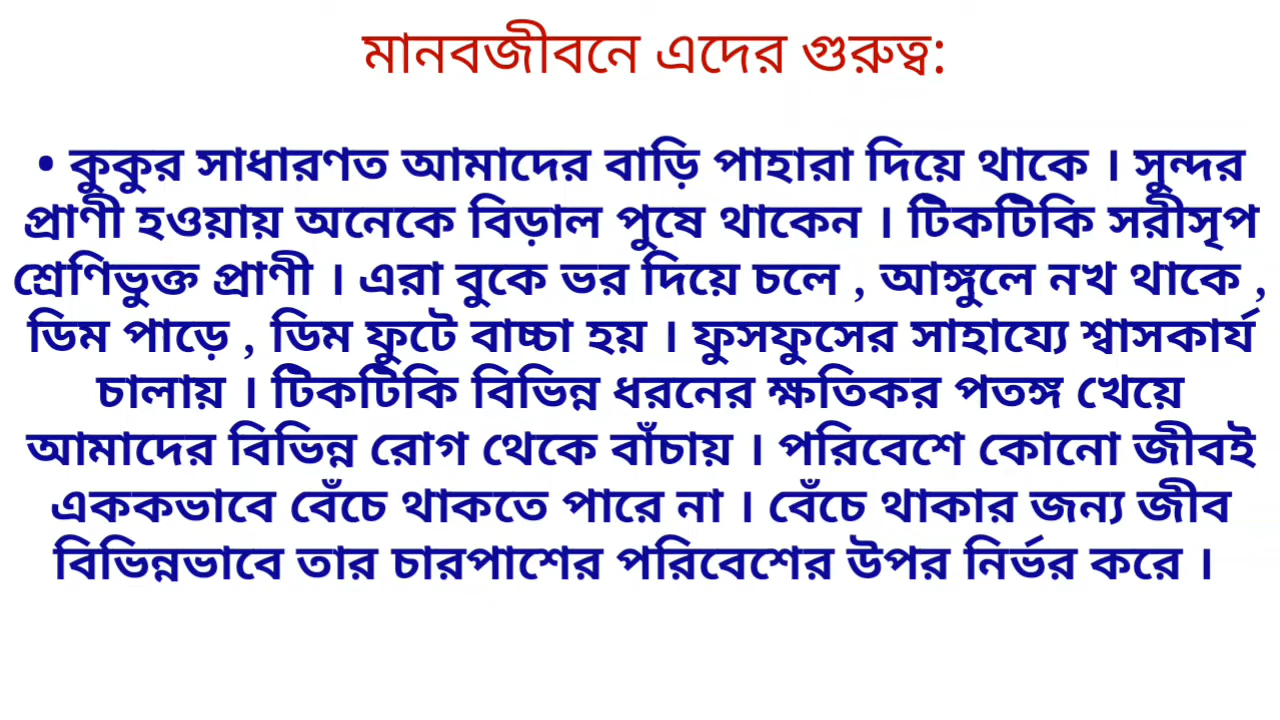 মানবজীবনে এদের গুরুত্ব:
• কুকুর সাধারণত আমাদের বাড়ি পাহারা দিয়ে থাকে । সুন্দর
প্রাণী হওয়ায় অনেকে বিড়াল পুষে থাকেন । টিকটিকি সরীসৃপ
শ্রেণিভুক্ত প্রাণী । এরা বুকে ভর দিয়ে চলে , আঙ্গুলে নখ থাকে ,
ডিম পাড়ে , ডিম ফুটে বাচ্চা হয় । ফুসফুসের সাহায্যে শ্বাসকার্য
চালায় । টিকটিকি বিভিন্ন ধরনের ক্ষতিকর পতঙ্গ খেয়ে
আমাদের বিভিন্ন রোগ থেকে বাঁচায় । পরিবেশে কোনো জীবই
এককভাবে বেঁচে থাকতে পারে না । বেঁচে থাকার জন্য জীব
বিভিন্নভাবে তার চারপাশের পরিবেশের উপর নির্ভর করে ।